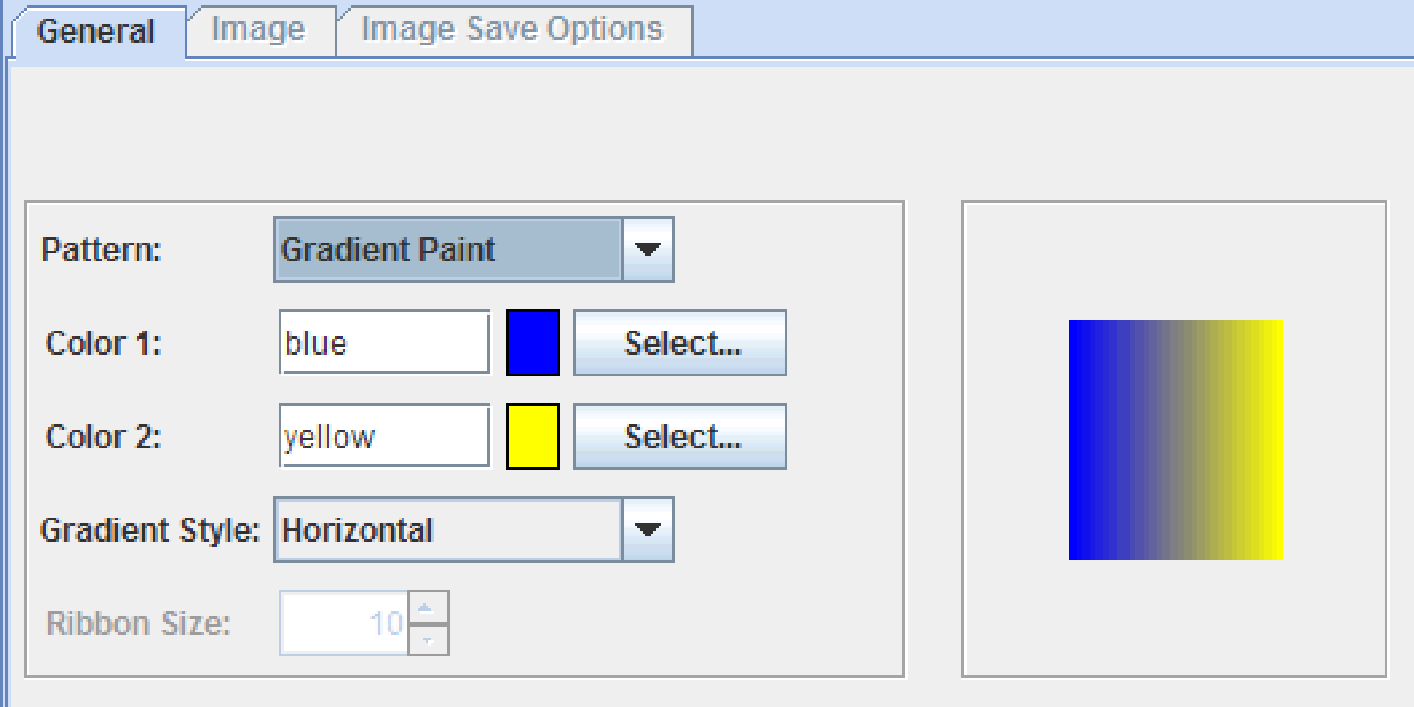 General Image Image Save Options
Pattern: Gradient Paint
Color 1: blue Select...
Color 2: yellow Select...
Gradient Style: Horizontal
Ribbon Size: 10